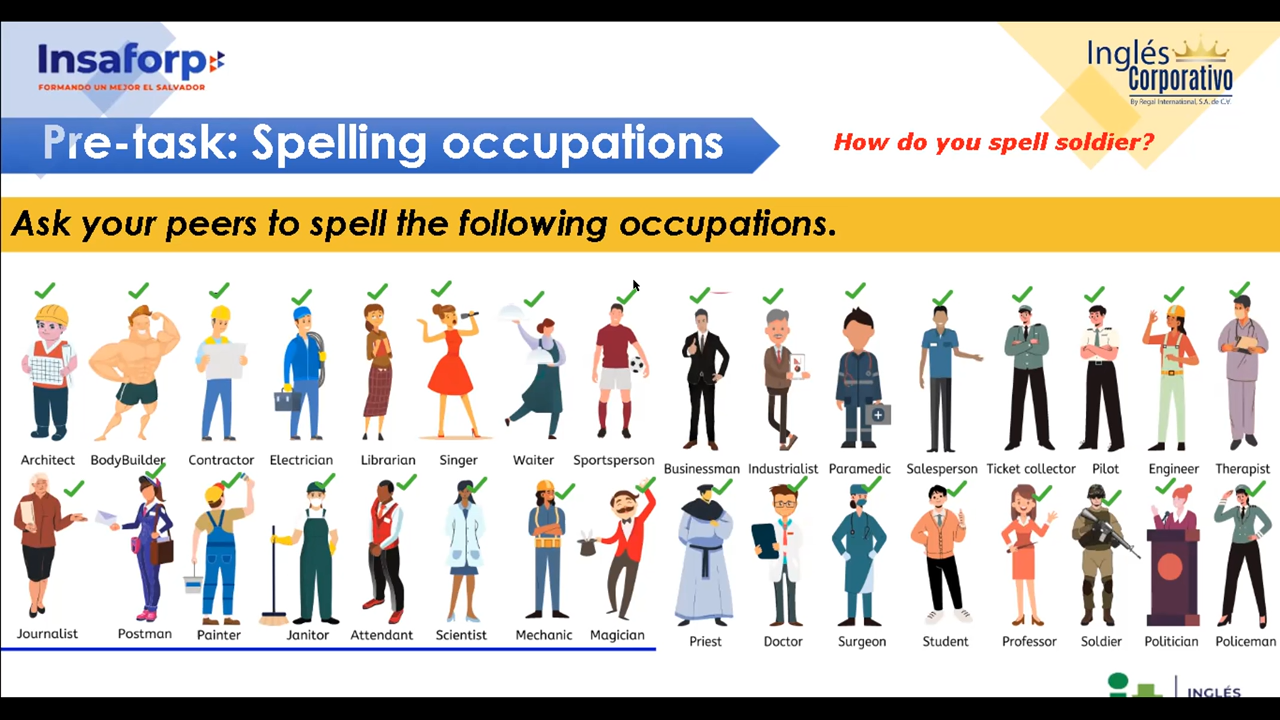 Insaforp
FORMANDO UN MEJOR EL SALVADOR
Inglés
Corporativo
By Regal International, S.A. de C.V.
Pre-task: Spelling occupations
How do you spell soldier?
Ask your peers to spell the following occupations.
Architect BodyBuilder Contractor Electrician Librarian Singer Waiter Sportsperson Businessman Industrialist Paramedic Salesperson Ticket collector Pilot Engineer Therapist
Journalist Postman Painter Janitor Attendant Scientist Mechanic Magician Priest Doctor Surgeon Student Professor Soldier Politician Policeman
INGLÉS